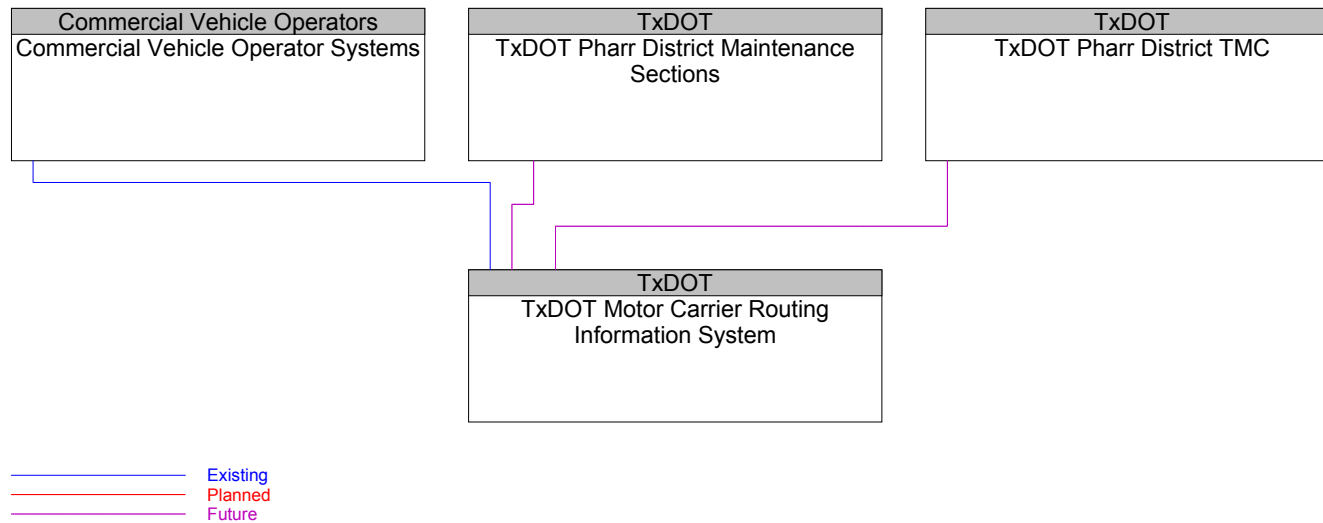 Commercial Vehicle Operators
Commercial Vehicle Operator Systems
TxDOT
TxDOT Pharr District Maintenance
Sections
TxDOT
TxDOT Pharr District TMC
TxDOT
TxDOT Motor Carrier Routing
Information System
Existing
Planned
Future